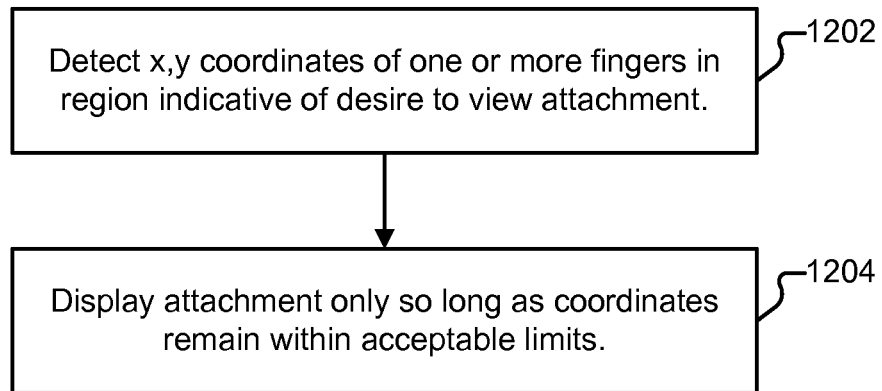 1202
Detect x,y coordinates of one or more fingers in
region indicative of desire to view attachment.
1204
Display attachment only so long as coordinates
remain within acceptable limits.